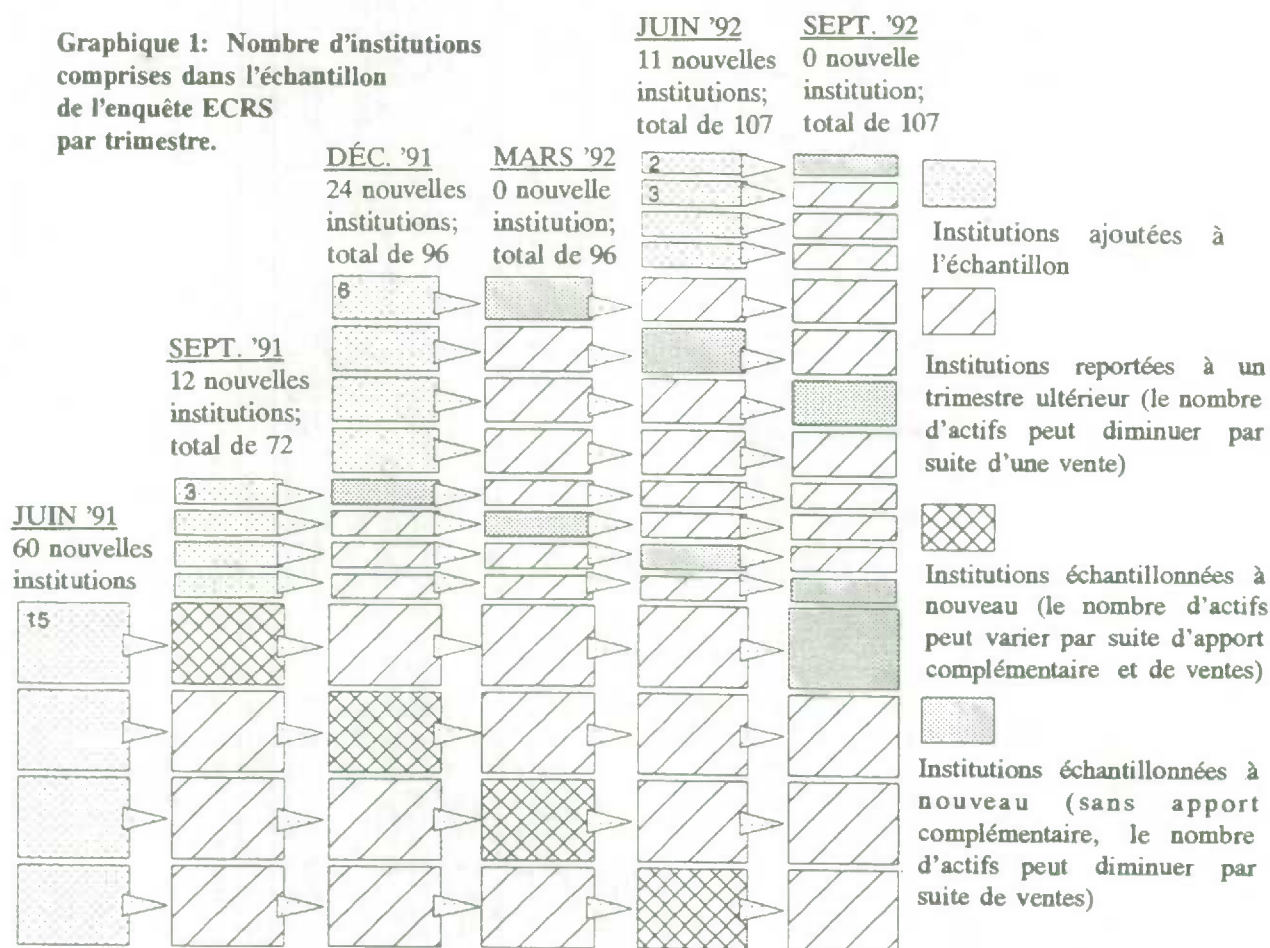 Graphique 1: Nombre d'institutions
comprises dans l'échantillon
de l'enquête ECRS
par trimestre.
JUIN '92
11 nouvelles
institutions;
total de 107
SEPT. '92
0 nouvelle
institution;
total de 107
DÉC. '91
24 nouvelles
institutions;
total de 96
MARS '92
0 nouvelle
institution;
total de 96
SEPT. '91
12 nouvelles
institutions;
total de 72
JUIN '91
60 nouvelles
institutions
2
3
6
3
15
Institutions ajoutées à
l'échantillon
Institutions reportées à un
trimestre ultérieur (le nombre
d'actifs peut diminuer par
suite d'une vente)
Institutions échantillonnées à
nouveau (le nombre d'actifs
peut varier par suite d'apport
complémentaire et de ventes)
Institutions échantillonnées à
nouveau (sans apport
complémentaire, le nombre
d'actifs peut diminuer par
suite de ventes)